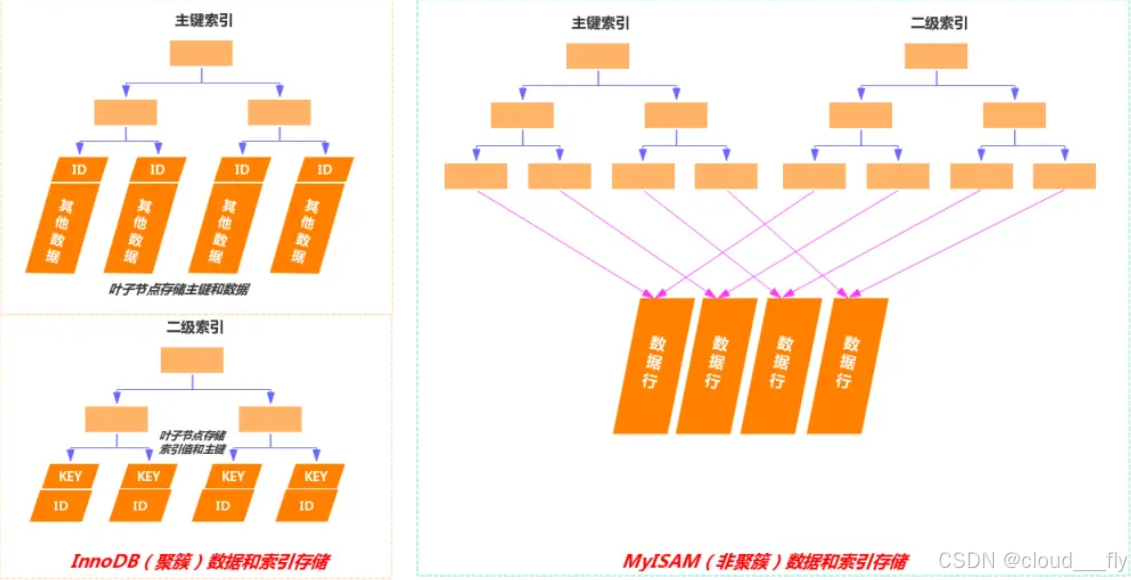 主键索引
ID
ID
ID
ID
其他数据
其他数据
其他数据
其他数据
叶子节点存储主键和数据
二级索引
叶子节点存储
索引值和主键
KEY
KEY
KEY
KEY
ID
ID
ID
ID
InnoDB（聚簇）数据和索引存储
主键索引
二级索引
数据行
数据行
数据行
数据行
MyISAM（非聚簇）数据和索引存储
CSDN @cloud___fly